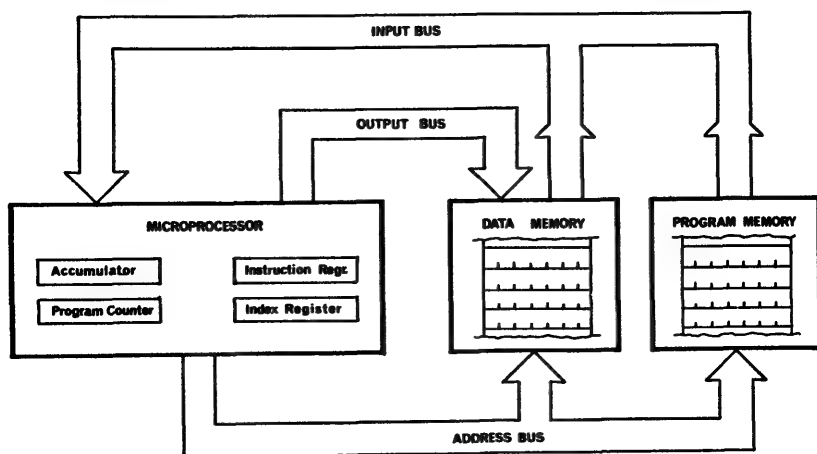 INPUT BUS
OUTPUT BUS
MICROPROCESSOR
Accumulator
Instruction Regr.
Program Counter
Index Register
DATA MEMORY
PROGRAM MEMORY
ADDRESS BUS